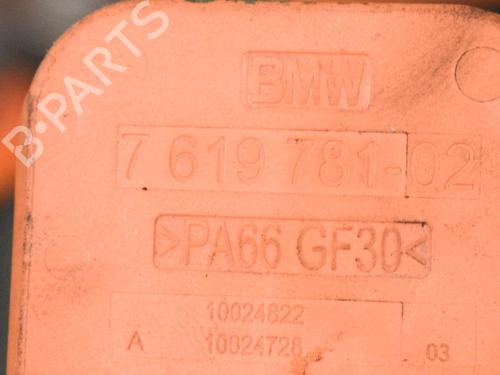 B-PARTS
BMW
7 619 781-02
>PA66 GF30<
10024822
A 10024728 03